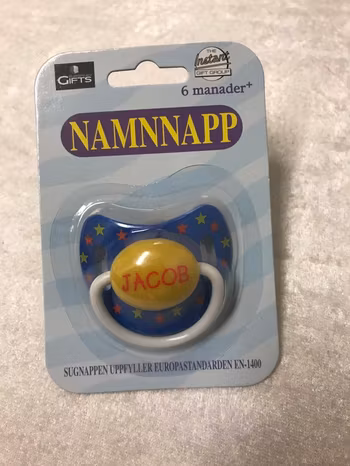 GIFTS
THE
Instant
GIFT GROUP
6 manader+
NAMNNAPP
JACOB
SUGNAPPEN UPPFYLLER EUROPASTANDARDEN EN-1400